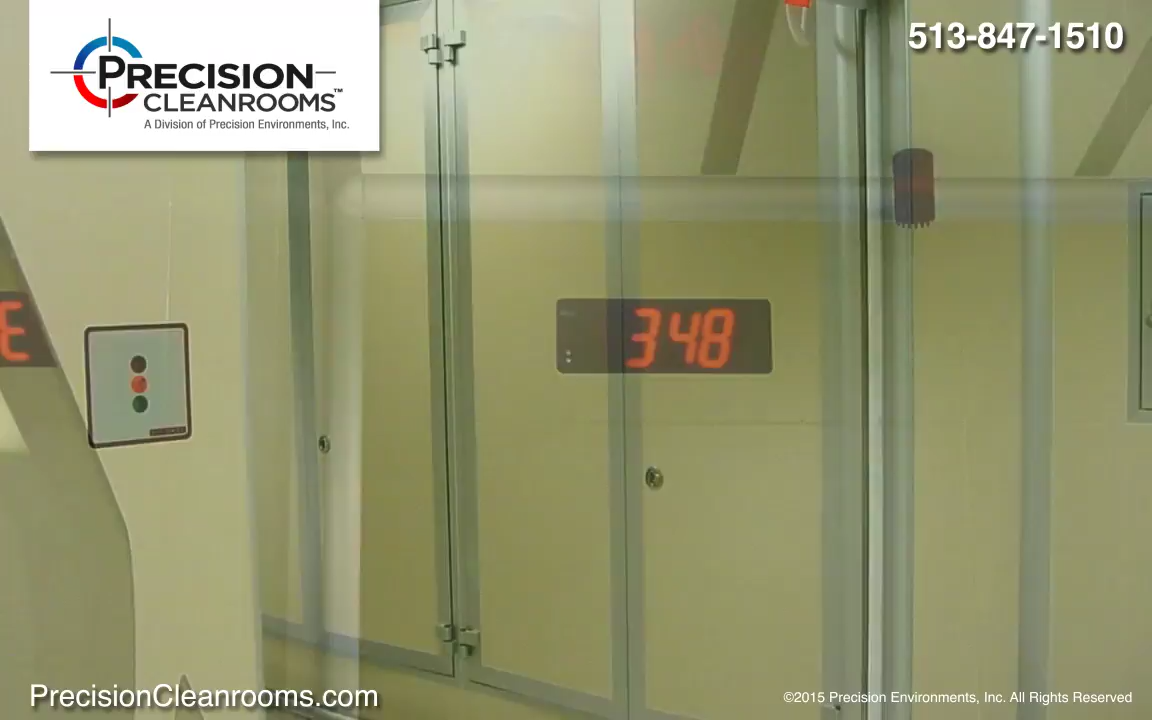 PRECISION
CLEANROOMS™
A Division of Precision Environments, Inc.
513-847-1510
348
PrecisionCleanrooms.com
©2015 Precision Environments, Inc. All Rights Reserved